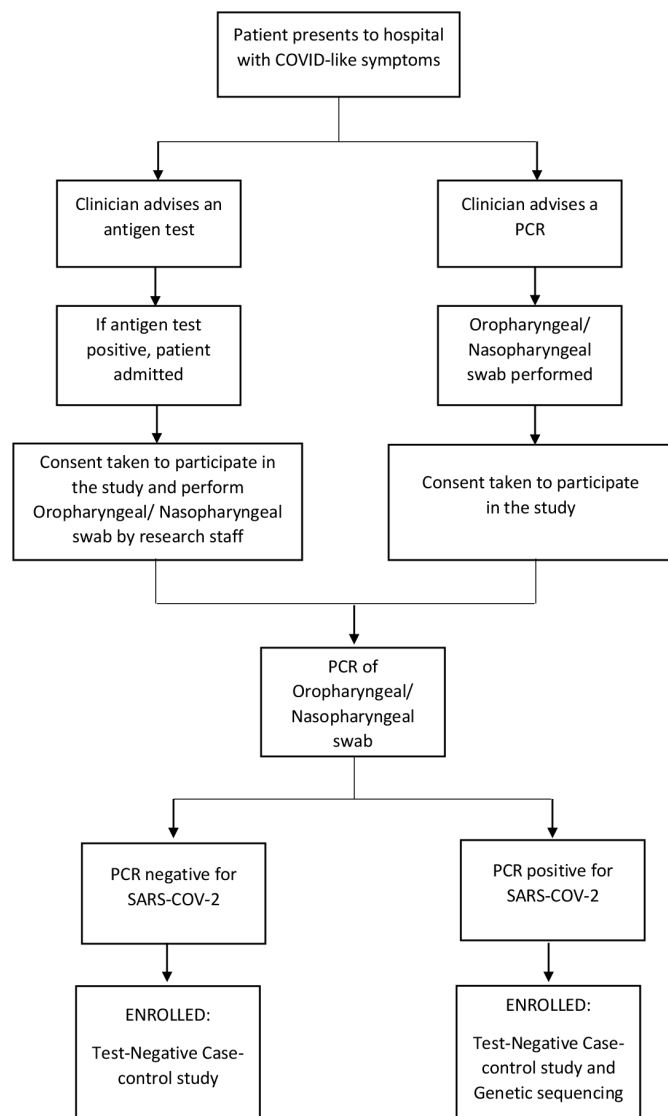 Patient presents to hospital
with COVID-like symptoms
Clinician advises an
antigen test
Clinician advises a
PCR
If antigen test
positive, patient
admitted
Oropharyngeal/
Nasopharyngeal
swab performed
Consent taken to participate in
the study and perform
Oropharyngeal/ Nasopharyngeal
swab by research staff
Consent taken to participate
in the study
PCR of
Oropharyngeal/
Nasopharyngeal
swab
PCR negative for
SARS-COV-2
PCR positive for
SARS-COV-2
ENROLLED:
Test-Negative Case-
control study
ENROLLED:
Test-Negative Case-
control study and
Genetic sequencing